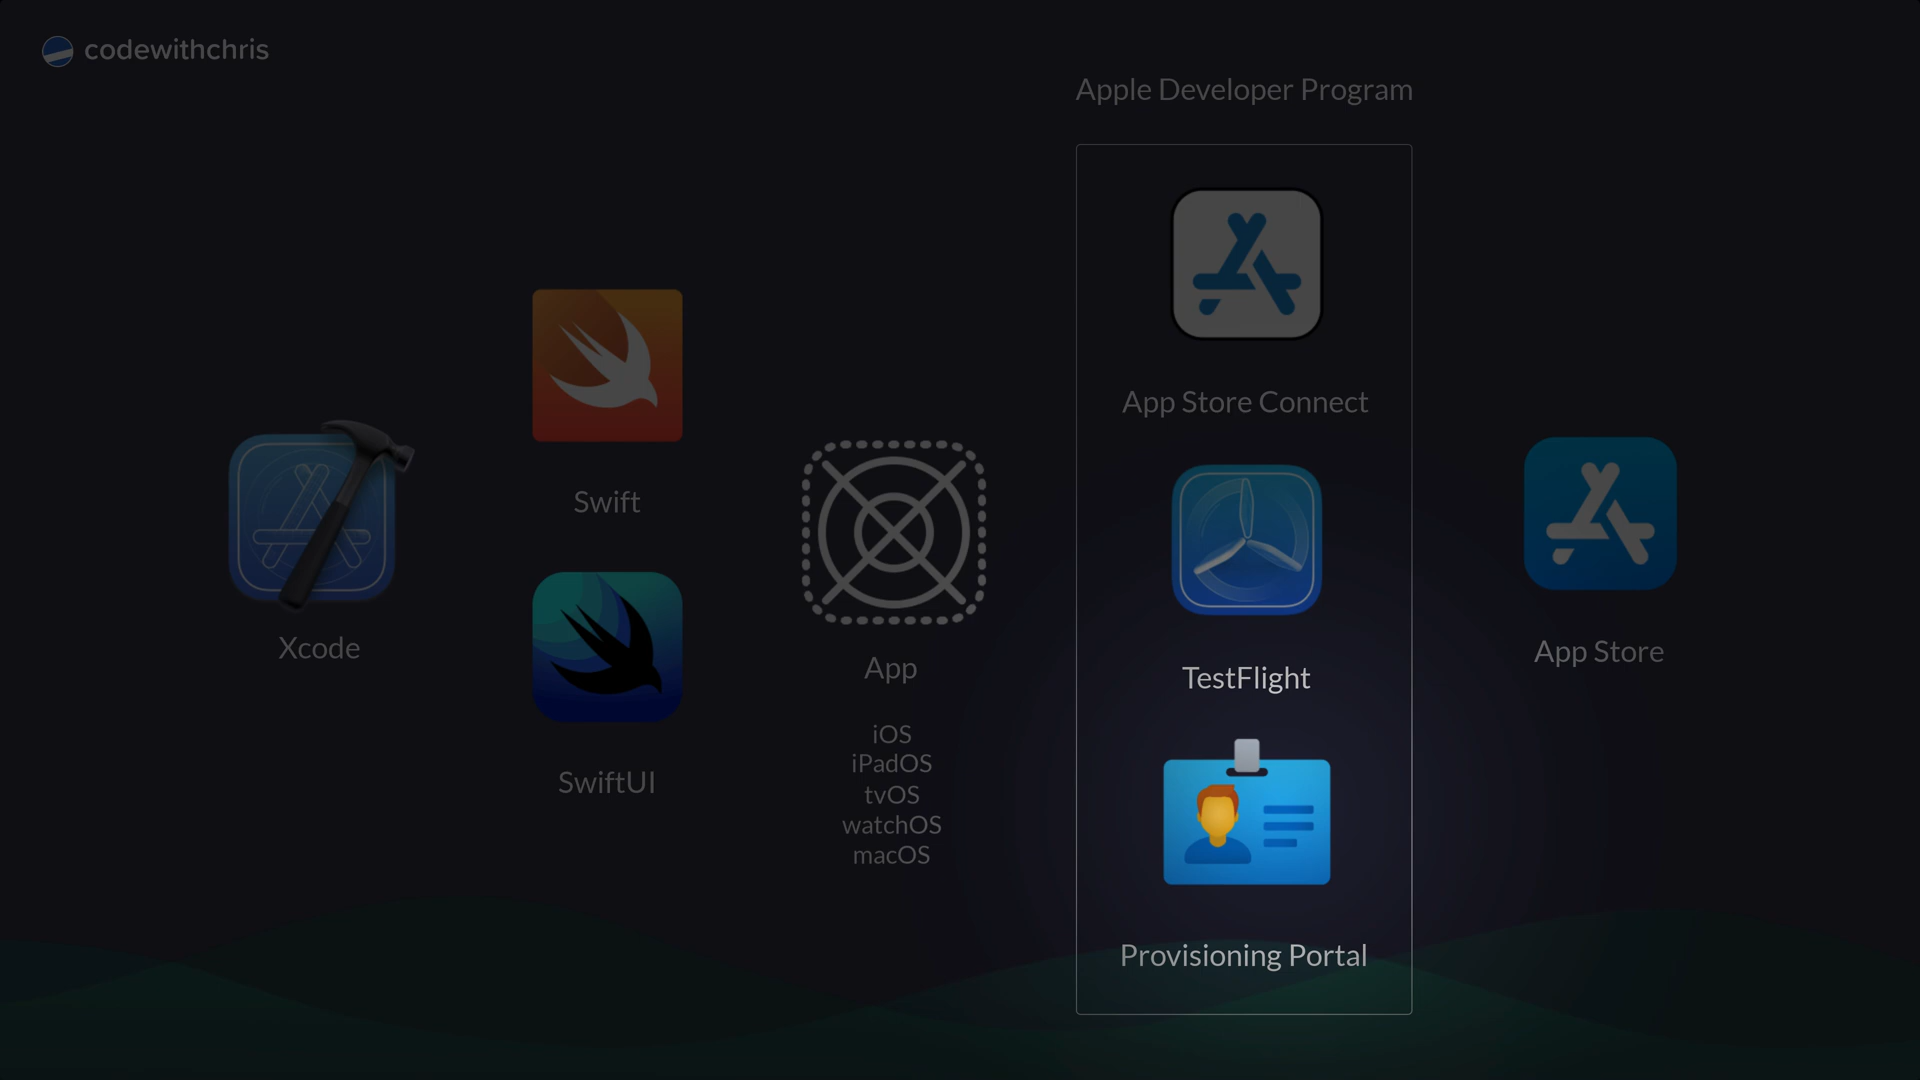 codewithchris
Apple Developer Program
App Store Connect
Swift
Xcode
TestFlight
App Store
App
SwiftUI
iOS
iPadOS
tvOS
watchOS
macOS
Provisioning Portal